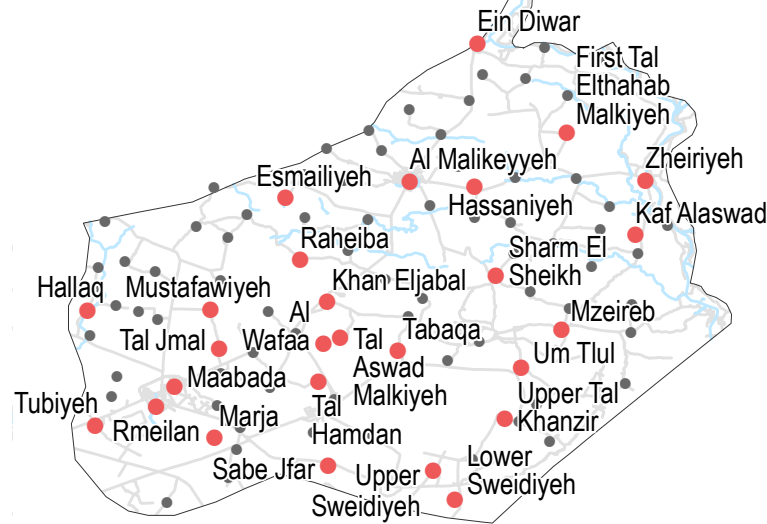 Ein Diwar
First Tal
Elthahab
Malkiyeh
Al Malikeyyeh
Zheiriyeh
Esmailiyeh
Hassaniyeh
Kaf Alaswad
Raheiba
Sharm El
Sheikh
Hallaq
Mustafawiyeh
Khan Eljabal
Al
Wafaa
Mzeireb
Tal Jmal
Tal
Aswad
Malkiyeh
Tabaqa
Um Tlul
Maabada
Tubiyeh
Rmeilan
Marja
Tal
Hamdan
Upper Tal
Khanzir
Sabe Jfar
Upper
Sweidiyeh
Lower
Sweidiyeh